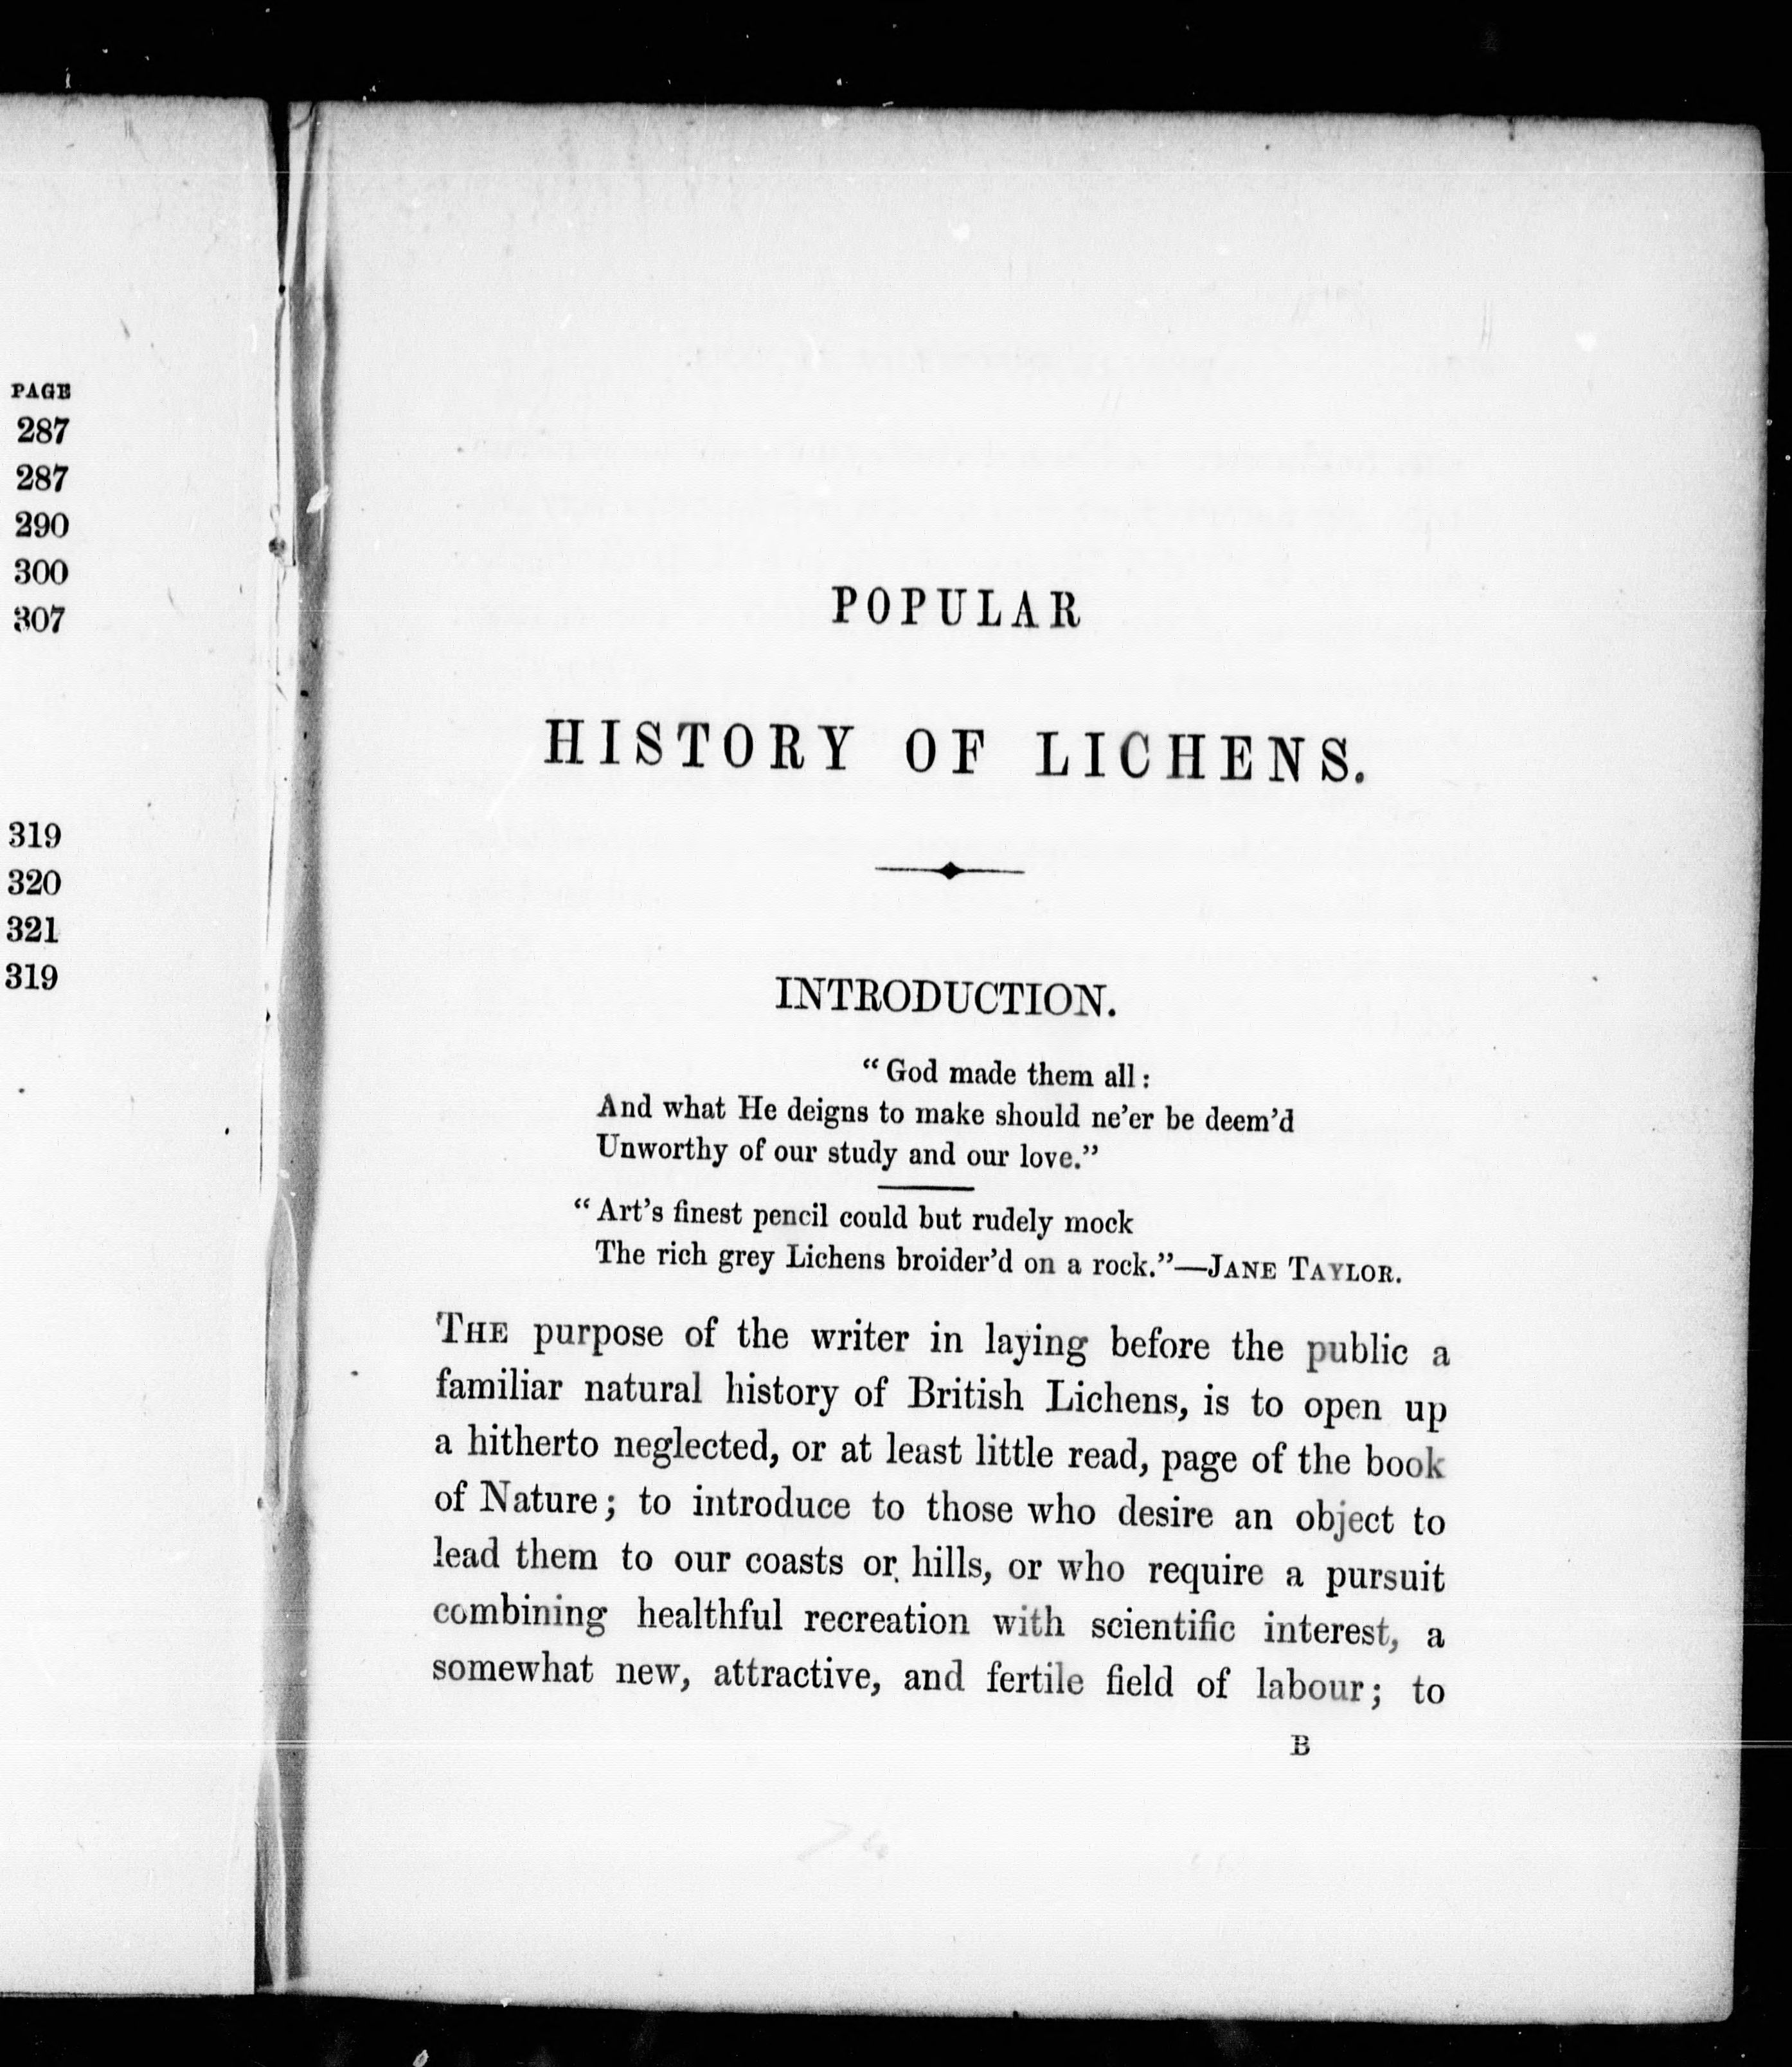 PAGE
287
287
290
300
307
319
320
321
319
POPULAR
HISTORY OF LICHENS.
INTRODUCTION.
“God made them all:
And what He deigns to make should ne’er be deem’d
Unworthy of our study and our love.”
“Art’s finest pencil could but rudely mock
The rich grey Lichens broider’d on a rock.”—JANE TAYLOR.
THE purpose of the writer in laying before the public a
familiar natural history of British Lichens, is to open up
a hitherto neglected, or at least little read, page of the book
of Nature; to introduce to those who desire an object to
lead them to our coasts or hills, or who require a pursuit
combining healthful recreation with scientific interest, a
somewhat new, attractive, and fertile field of labour; to
B